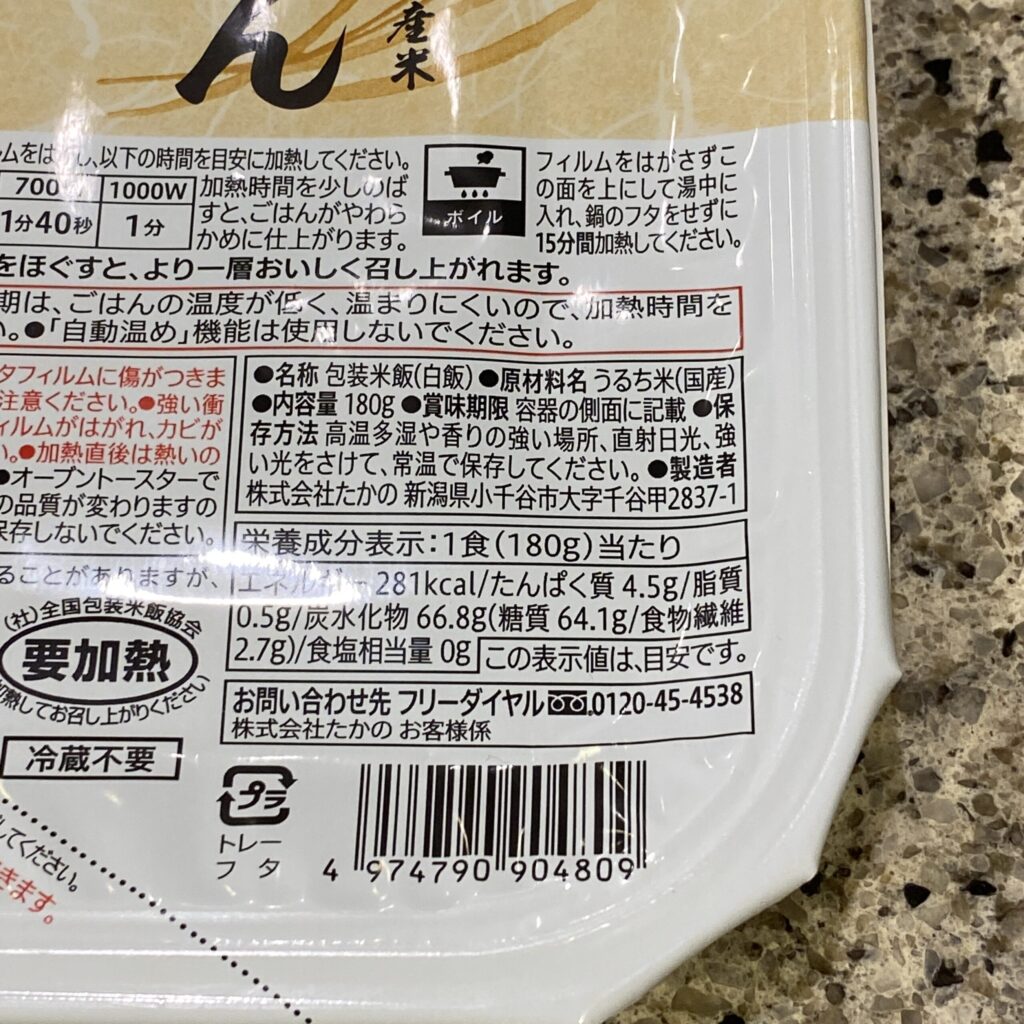 ん
産米
以下の時間を目安に加熱してください。
700W 1000W
1分40秒 1分
加熱時間を少しのば
すと、ごはんがやわら
かめに仕上がります。
ボイル
フィルムをはがさずこ
の面を上にして湯中に
入れ、鍋のフタをせずに
15分間加熱してください。
をほぐすと、より一層おいしく召し上がれます。
期は、ごはんの温度が低く、温まりにくいので、加熱時間を
い。●「自動温め」機能は使用しないでください。
タフィルムに傷がつきま
注意ください。●強い衝
ィルムがはがれ、カビが
い。●加熱直後は熱いの
●オーブントースターで
の品質が変わりますの
保存しないでください。
ることがありますが、
●名称 包装米飯(白飯) ●原材料名 うるち米(国産)
●内容量 180g ●賞味期限 容器の側面に記載 ●保
存方法 高温多湿や香りの強い場所、直射日光、強
い光をさけて、常温で保存してください。 ●製造者
株式会社たかの 新潟県小千谷市大字千谷甲2837-1
栄養成分表示:1食(180g)当たり
エネルギー 281kcal/たんぱく質 4.5g/脂質
0.5g/炭水化物 66.8g(糖質 64.1g/食物繊維
2.7g)/食塩相当量 0g
この表示値は、目安です。
(社)全国包装米飯協会
要加熱
加熱してお召し上がりください
冷蔵不要
お問い合わせ先 フリーダイヤル 0120-45-4538
株式会社たかの お客様係
プラ
トレー
フタ
4 974790 904809
してください。
きます。